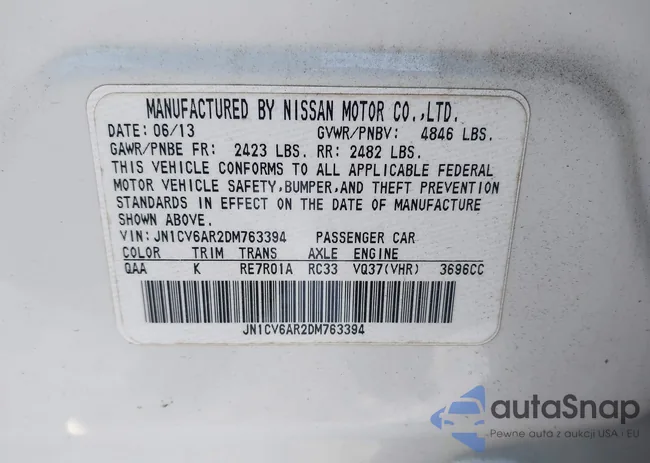 MANUFACTURED BY NISSAN MOTOR CO.,LTD.
DATE: 06/13 GVWR/PNBV: 4846 LBS.
GAWR/PNBE FR: 2423 LBS. RR: 2482 LBS.
THIS VEHICLE CONFORMS TO ALL APPLICABLE FEDERAL
MOTOR VEHICLE SAFETY,BUMPER,AND THEFT PREVENTION
STANDARDS IN EFFECT ON THE DATE OF MANUFACTURE
SHOWN ABOVE.
VIN: JN1CV6AR2DM763394 PASSENGER CAR
COLOR TRIM TRANS AXLE ENGINE
QAA K RE7R01A RC33 VQ37(VHR) 3696CC
JN1CV6AR2DM763394
autoSnap
Pewne auta z aukcji USA i EU